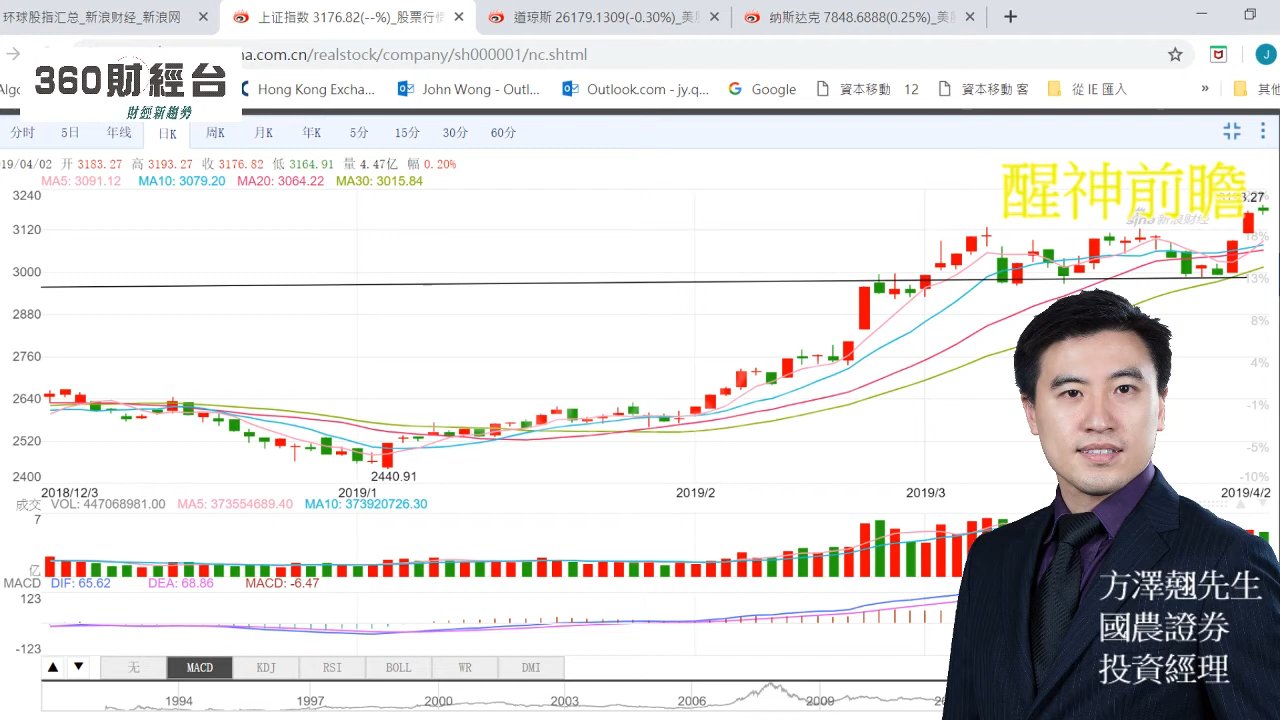 环球股指汇总_新浪财经_新浪网
上证指数 3176.82(--%)_股票行情
道琼斯 26179.1309(-0.30%)_美
纳斯达克 7848.6888(0.25%)_美
.com.cn/realstock/company/sh000001/nc.shtml
J
360財經台
財經新趨勢
Hong Kong Excha...
John Wong - Outl...
Outlook.com - jy.q...
Google
資本移動 12
資本移動 客
從 IE 匯入
»
其他
分时 5日 年线 日K 周K 月K 年K 5分 15分 30分 60分
19/04/02 开 3183.27 高 3193.27 收 3176.82 低 3164.91 量 4.47亿 幅 0.20%
MA5: 3091.12 MA10: 3079.20 MA20: 3064.22 MA30: 3015.84
醒神前瞻
sina 新浪财经
3240
3120
3000
2880
2760
2640
2520
2400
18%
13%
8%
4%
-1%
-5%
-10%
2440.91
2018/12/3 2019/1 2019/2 2019/3 2019/4/2
成交 VOL: 447068981.00 MA5: 373554689.40 MA10: 373920726.30
7
亿
MACD DIF: 65.62 DEA: 68.86 MACD: -6.47
123
-123
无 MACD KDJ RSI BOLL WR DMI
1994 1997 2000 2003 2006 2009
方澤翹先生
國農證券
投資經理